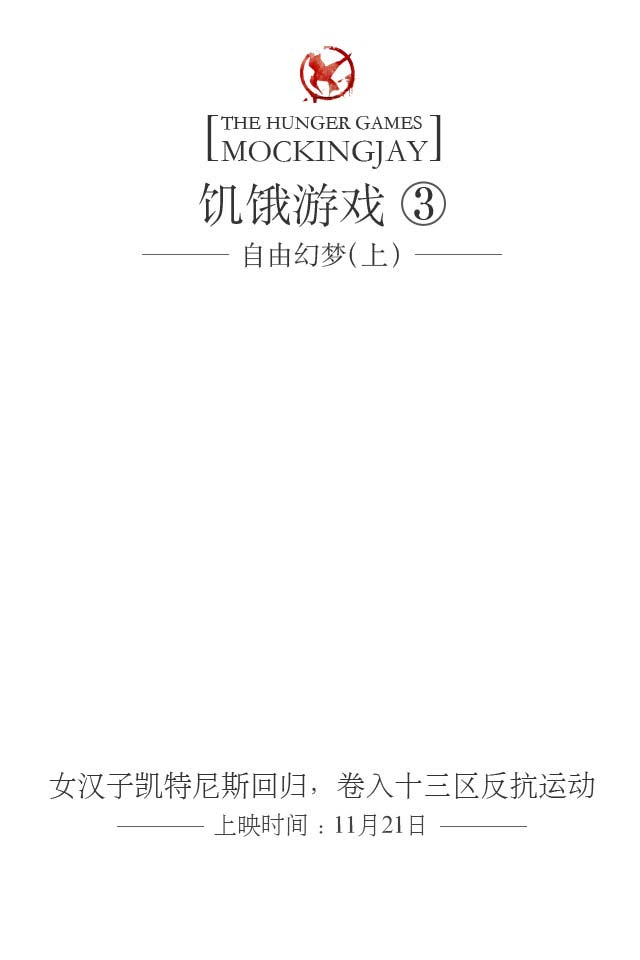 THE HUNGER GAMES
MOCKINGJAY
饥饿游戏 ③
自由幻梦(上)
女汉子凯特尼斯回归，卷入十三区反抗运动
上映时间：11月21日